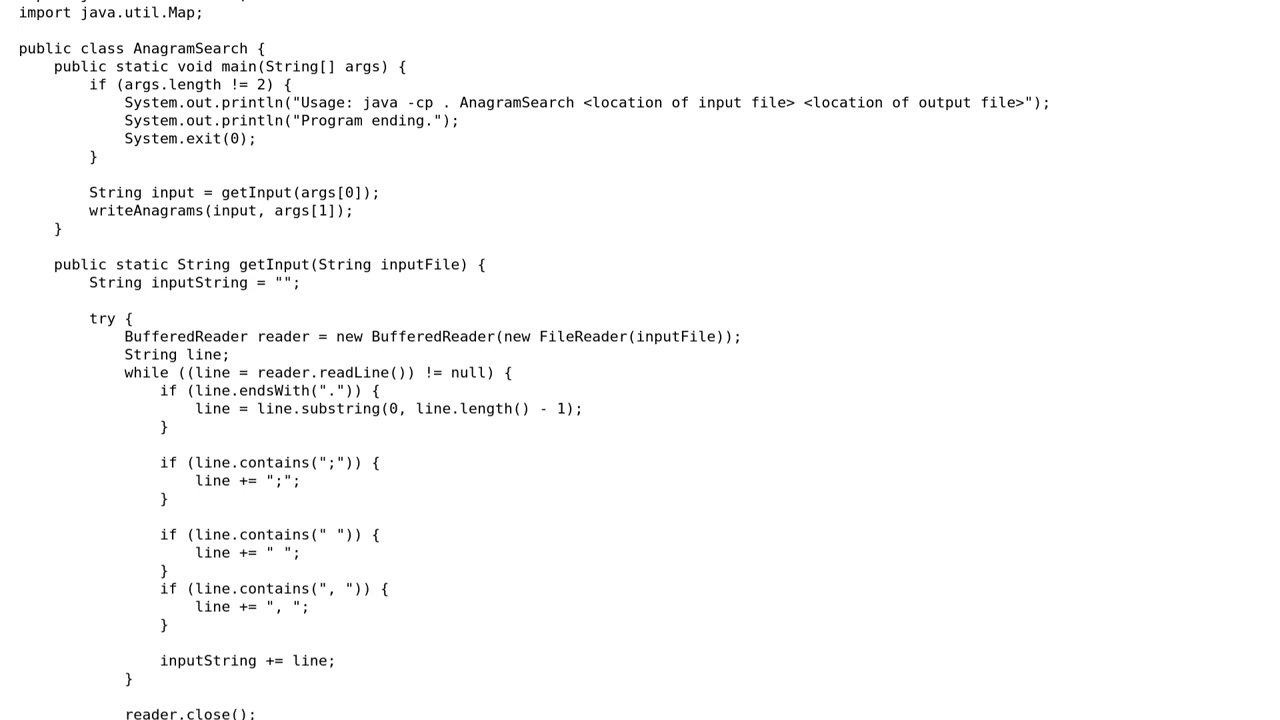 import java.util.Map;

public class AnagramSearch {
    public static void main(String[] args) {
        if (args.length != 2) {
            System.out.println("Usage: java -cp . AnagramSearch <location of input file> <location of output file>");
            System.out.println("Program ending.");
            System.exit(0);
        }

        String input = getInput(args[0]);
        writeAnagrams(input, args[1]);
    }

    public static String getInput(String inputFile) {
        String inputString = "";

        try {
            BufferedReader reader = new BufferedReader(new FileReader(inputFile));
            String line;
            while ((line = reader.readLine()) != null) {
                if (line.endsWith(".")) {
                    line = line.substring(0, line.length() - 1);
                }

                if (line.contains(";")) {
                    line += ";";
                }

                if (line.contains(" ")) {
                    line += " ";
                }
                if (line.contains(", ")) {
                    line += ", ";
                }

                inputString += line;
            }

            reader.close();